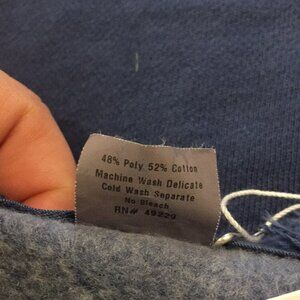 48% Poly 52% Cotton
Machine Wash Delicate
Cold Wash Separate
No Bleach
RN# 49220